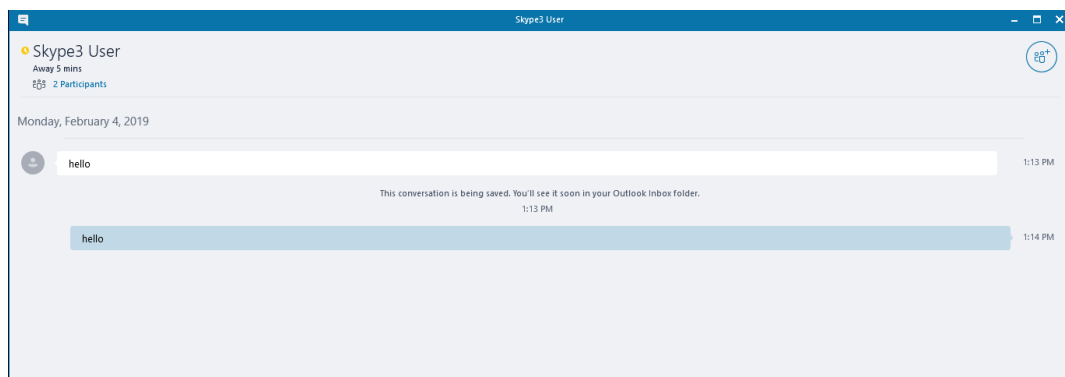 Skype3 User
Skype3 User
Away 5 mins
2 Participants
Monday, February 4, 2019
hello 1:13 PM
This conversation is being saved. You'll see it soon in your Outlook Inbox folder.
1:13 PM
hello 1:14 PM